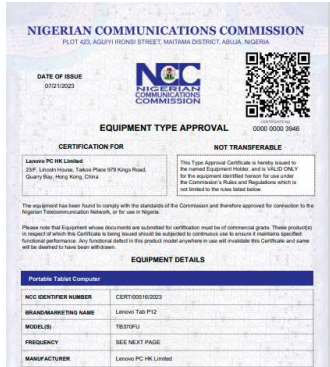 NIGERIAN COMMUNICATIONS COMMISSION
PLOT 423, AGUIYI IRONSI STREET, MAITAMA DISTRICT, ABUJA, NIGERIA
DATE OF ISSUE
07/21/2023
NCC
NIGERIAN
COMMUNICATIONS
COMMISSION
EQUIPMENT TYPE APPROVAL
0000 0000 3946
CERTIFICATION FOR
NOT TRANSFERABLE
Lenovo PC HK Limited
23/F, Lincoln House, Taikoo Place 979 Kings Road,
Quarry Bay, Hong Kong, China
This Type Approval Certificate is hereby issued to
the named Equipment Holder, and is VALID ONLY
for the equipment identified hereon for use under
the Commission's Rules and Regulations which is
not limited to the rules listed below.
The equipment has been found to comply with the standards of the Commission and therefore approved for connection to the
Nigerian Telecommunication Network, or for use in Nigeria.
Please note that Equipment whose documents are submitted for certification must be of commercial grade. These product(s)
in respect of which this Certificate is being issued should be subjected to continuous use to ensure it maintains specified
functional performance. Any functional defect in this product model anywhere in use will invalidate this Certificate and same
will be deemed to have been withdrawn.
EQUIPMENT DETAILS
Portable Tablet Computer
NCC IDENTIFIER NUMBER CERT/00516/2023
BRAND/MARKETING NAME Lenovo Tab P12
MODEL(S) TB370FU
FREQUENCY SEE NEXT PAGE
MANUFACTURER Lenovo PC HK Limited